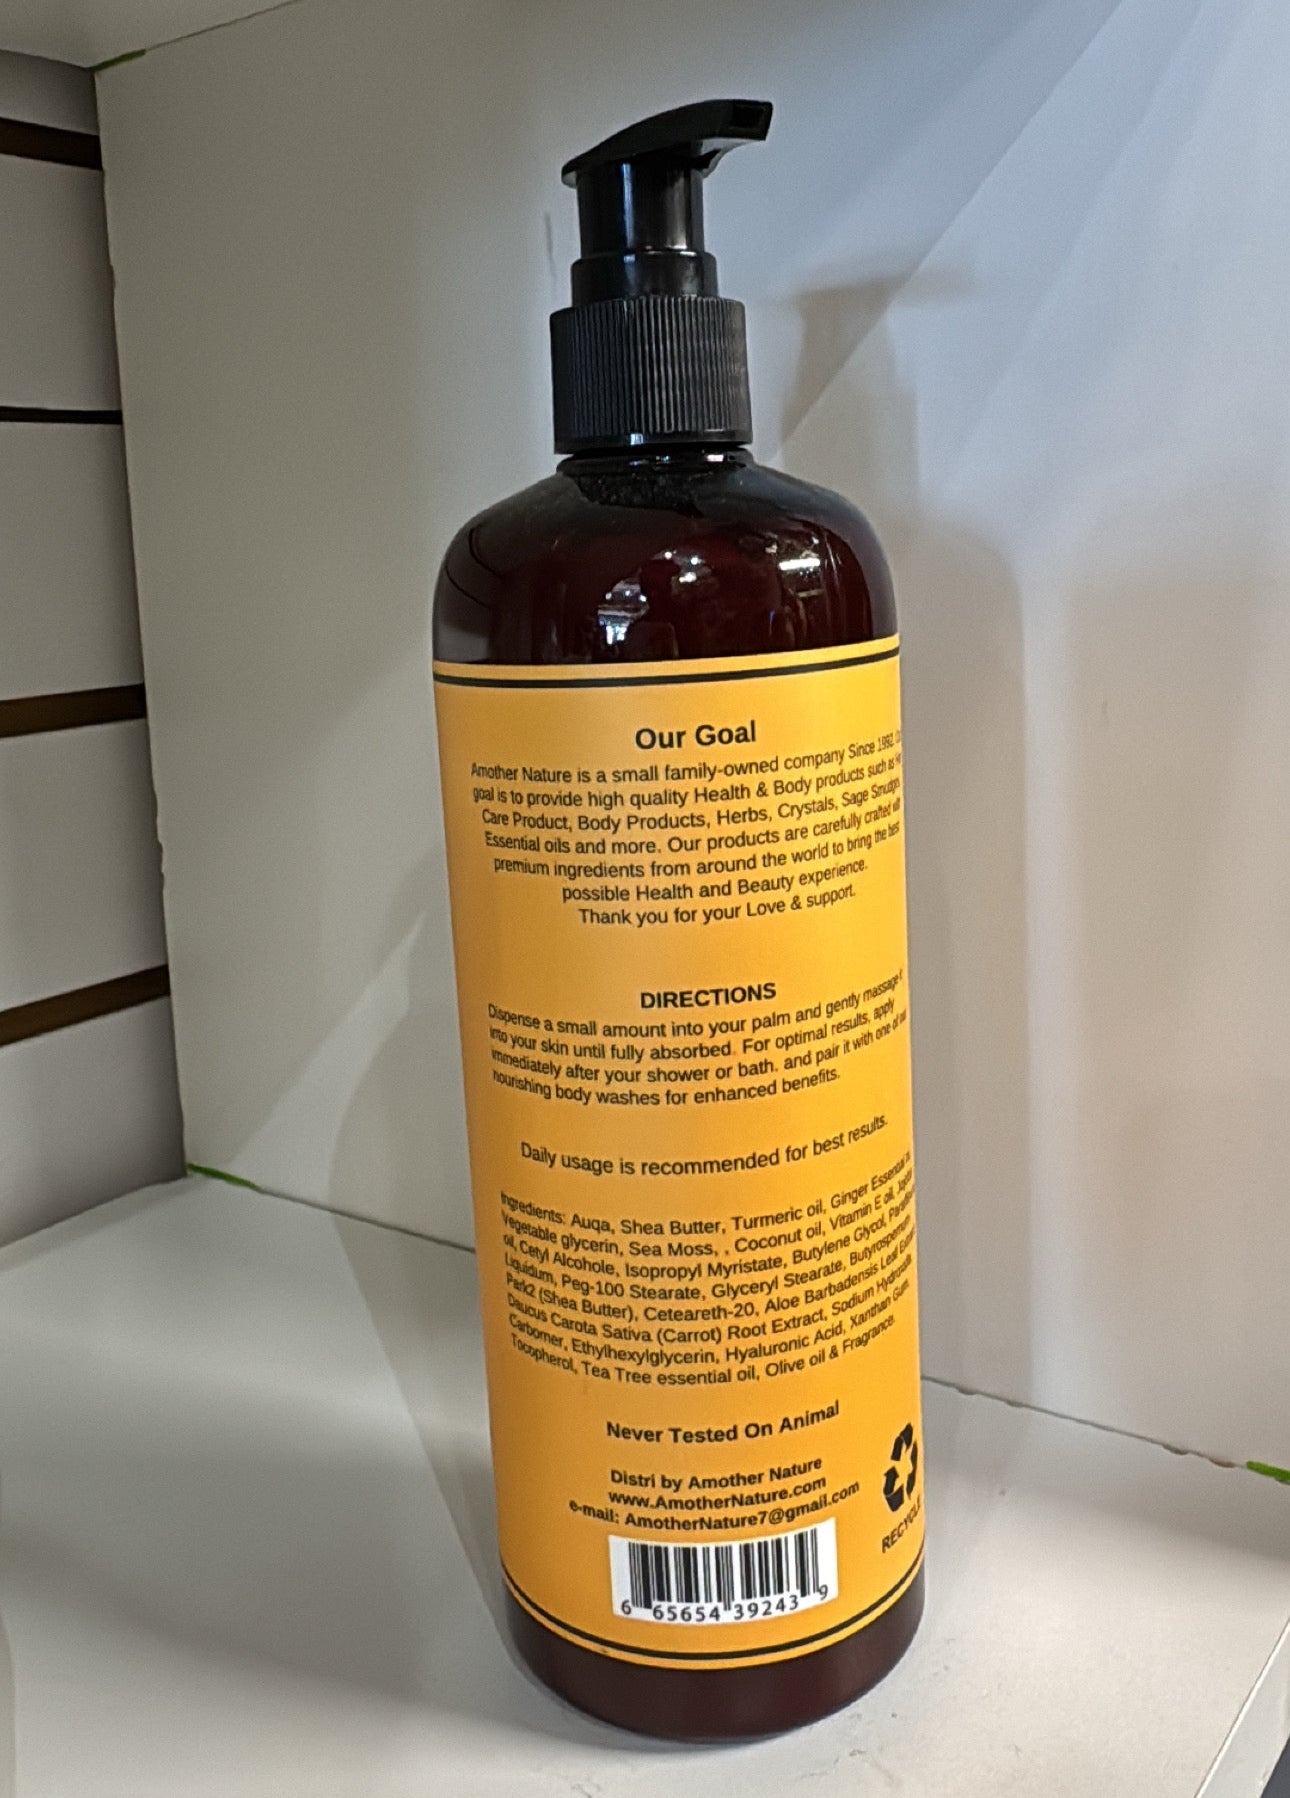 Our Goal
Amother Nature is a small family-owned company Since 1992.
goal is to provide high quality Health & Body products such as
Care Product, Body Products, Herbs, Crystals, Sage Smudges
Essential oils and more. Our products are carefully crafted with
premium ingredients from around the world to bring the best
possible Health and Beauty experience.
Thank you for your Love & support.
DIRECTIONS
Dispense a small amount into your palm and gently massage it
into your skin until fully absorbed. For optimal results, apply
immediately after your shower or bath. and pair it with one of our
nourishing body washes for enhanced benefits.
Daily usage is recommended for best results.
Ingredients: Auqa, Shea Butter, Turmeric oil, Ginger Essential
Vegetable glycerin, Sea Moss, , Coconut oil, Vitamin E oil,
oil, Cetyl Alcohole, Isopropyl Myristate, Butylene Glycol,
Liquidum, Peg-100 Stearate, Glyceryl Stearate, Butyrospermum
Park2 (Shea Butter), Ceteareth-20, Aloe Barbadensis Leaf
Daucus Carota Sativa (Carrot) Root Extract, Sodium
Carbomer, Ethylhexylglycerin, Hyaluronic Acid, Xanthan Gum,
Tocopherol, Tea Tree essential oil, Olive oil & Fragrance.
Never Tested On Animal
Distri by Amother Nature
www.AmotherNature.com
e-mail: AmotherNature7@gmail.com
RECYCLE
6 65654 39243 9